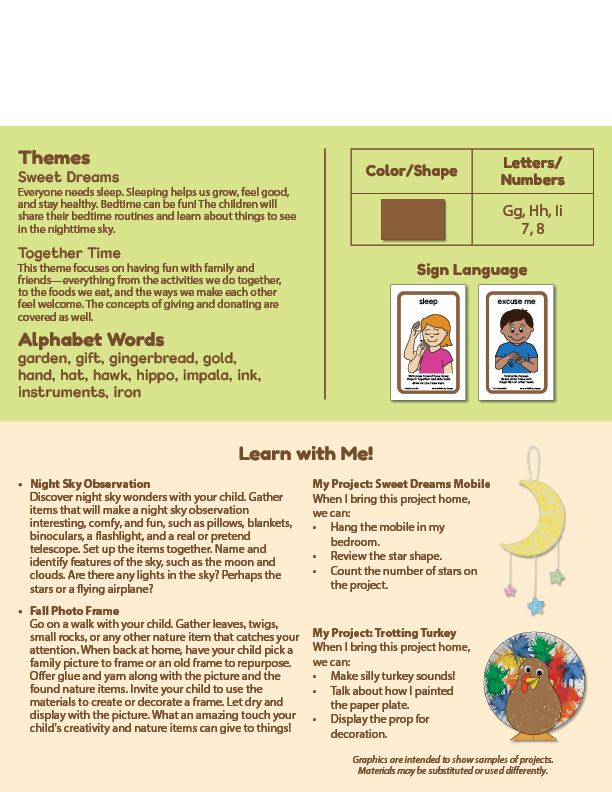 Themes
Sweet Dreams
Everyone needs sleep. Sleeping helps us grow, feel good,
and stay healthy. Bedtime can be fun! The children will
share their bedtime routines and learn about things to see
in the nighttime sky.
Together Time
This theme focuses on having fun with family and
friends—everything from the activities we do together,
to the foods we eat, and the ways we make each other
feel welcome. The concepts of giving and donating are
covered as well.
Alphabet Words
garden, gift, gingerbread, gold,
hand, hat, hawk, hippo, impala, ink,
instruments, iron
Color/Shape
Letters/
Numbers
Gg, Hh, Ii
7, 8
Sign Language
sleep
excuse me
Learn with Me!
• Night Sky Observation
Discover night sky wonders with your child. Gather
items that will make a night sky observation
interesting, comfy, and fun, such as pillows, blankets,
binoculars, a flashlight, and a real or pretend
telescope. Set up the items together. Name and
identify features of the sky, such as the moon and
clouds. Are there any lights in the sky? Perhaps the
stars or a flying airplane?
• Fall Photo Frame
Go on a walk with your child. Gather leaves, twigs,
small rocks, or any other nature item that catches your
attention. When back at home, have your child pick a
family picture to frame or an old frame to repurpose.
Offer glue and yarn along with the picture and the
found nature items. Invite your child to use the
materials to create or decorate a frame. Let dry and
display with the picture. What an amazing touch your
child's creativity and nature items can give to things!
My Project: Sweet Dreams Mobile
When I bring this project home,
we can:
• Hang the mobile in my
bedroom.
• Review the star shape.
• Count the number of stars on
the project.
My Project: Trotting Turkey
When I bring this project home,
we can:
• Make silly turkey sounds!
• Talk about how I painted
the paper plate.
• Display the prop for
decoration.
Graphics are intended to show samples of projects.
Materials may be substituted or used differently.